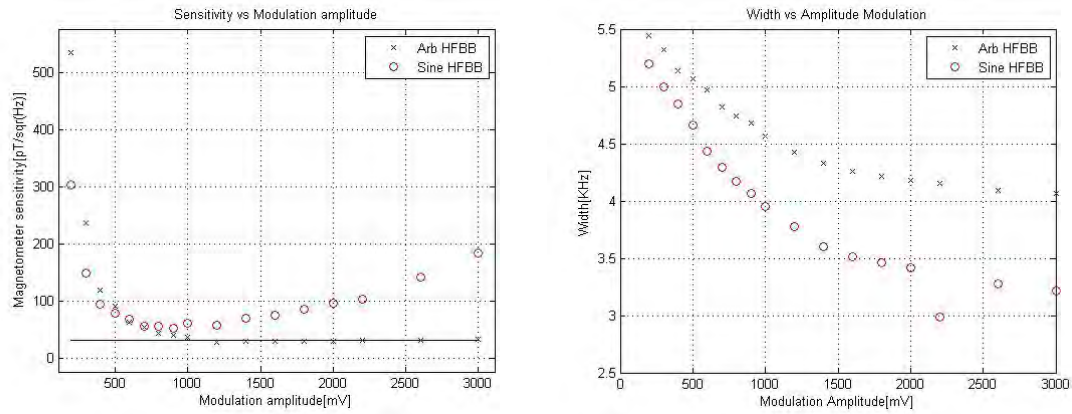 Sensitivity vs Modulation amplitude
Arb HFBB
Sine HFBB
500
400
300
200
100
0
Magnetometer sensitivity[pT/sqr(Hz)]
500
1000
1500
2000
2500
3000
Modulation amplitude[mV]
Width vs Amplitude Modulation
Arb HFBB
Sine HFBB
5.5
5
4.5
4
3.5
3
2.5
Width[KHz]
0
500
1000
1500
2000
2500
3000
Modulation Amplitude[mV]